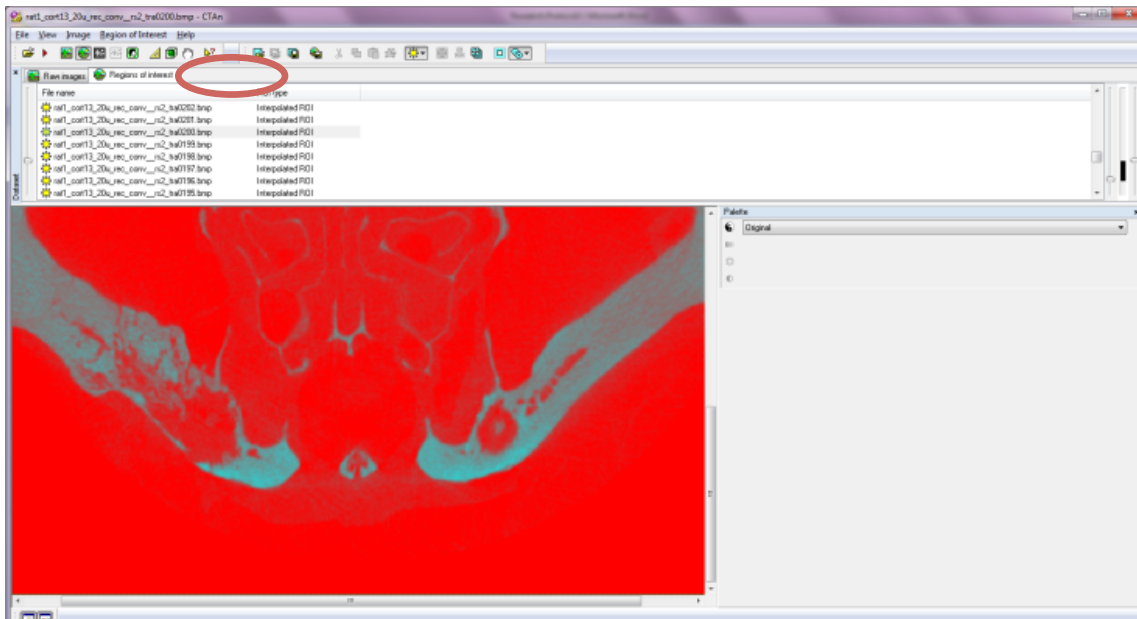 rat1_cort13_20u_rec_conv__rs2_tra0200.bmp - CTAn
File View Image Region of Interest Help
Raw images Regions of interest
File name type
rat1_cort13_20u_rec_conv__rs2_tra0202.bmp Interpolated ROI
rat1_cort13_20u_rec_conv__rs2_tra0201.bmp Interpolated ROI
rat1_cort13_20u_rec_conv__rs2_tra0200.bmp Interpolated ROI
rat1_cort13_20u_rec_conv__rs2_tra0199.bmp Interpolated ROI
rat1_cort13_20u_rec_conv__rs2_tra0198.bmp Interpolated ROI
rat1_cort13_20u_rec_conv__rs2_tra0197.bmp Interpolated ROI
rat1_cort13_20u_rec_conv__rs2_tra0196.bmp Interpolated ROI
rat1_cort13_20u_rec_conv__rs2_tra0195.bmp Interpolated ROI
Dataset
Palette
Original